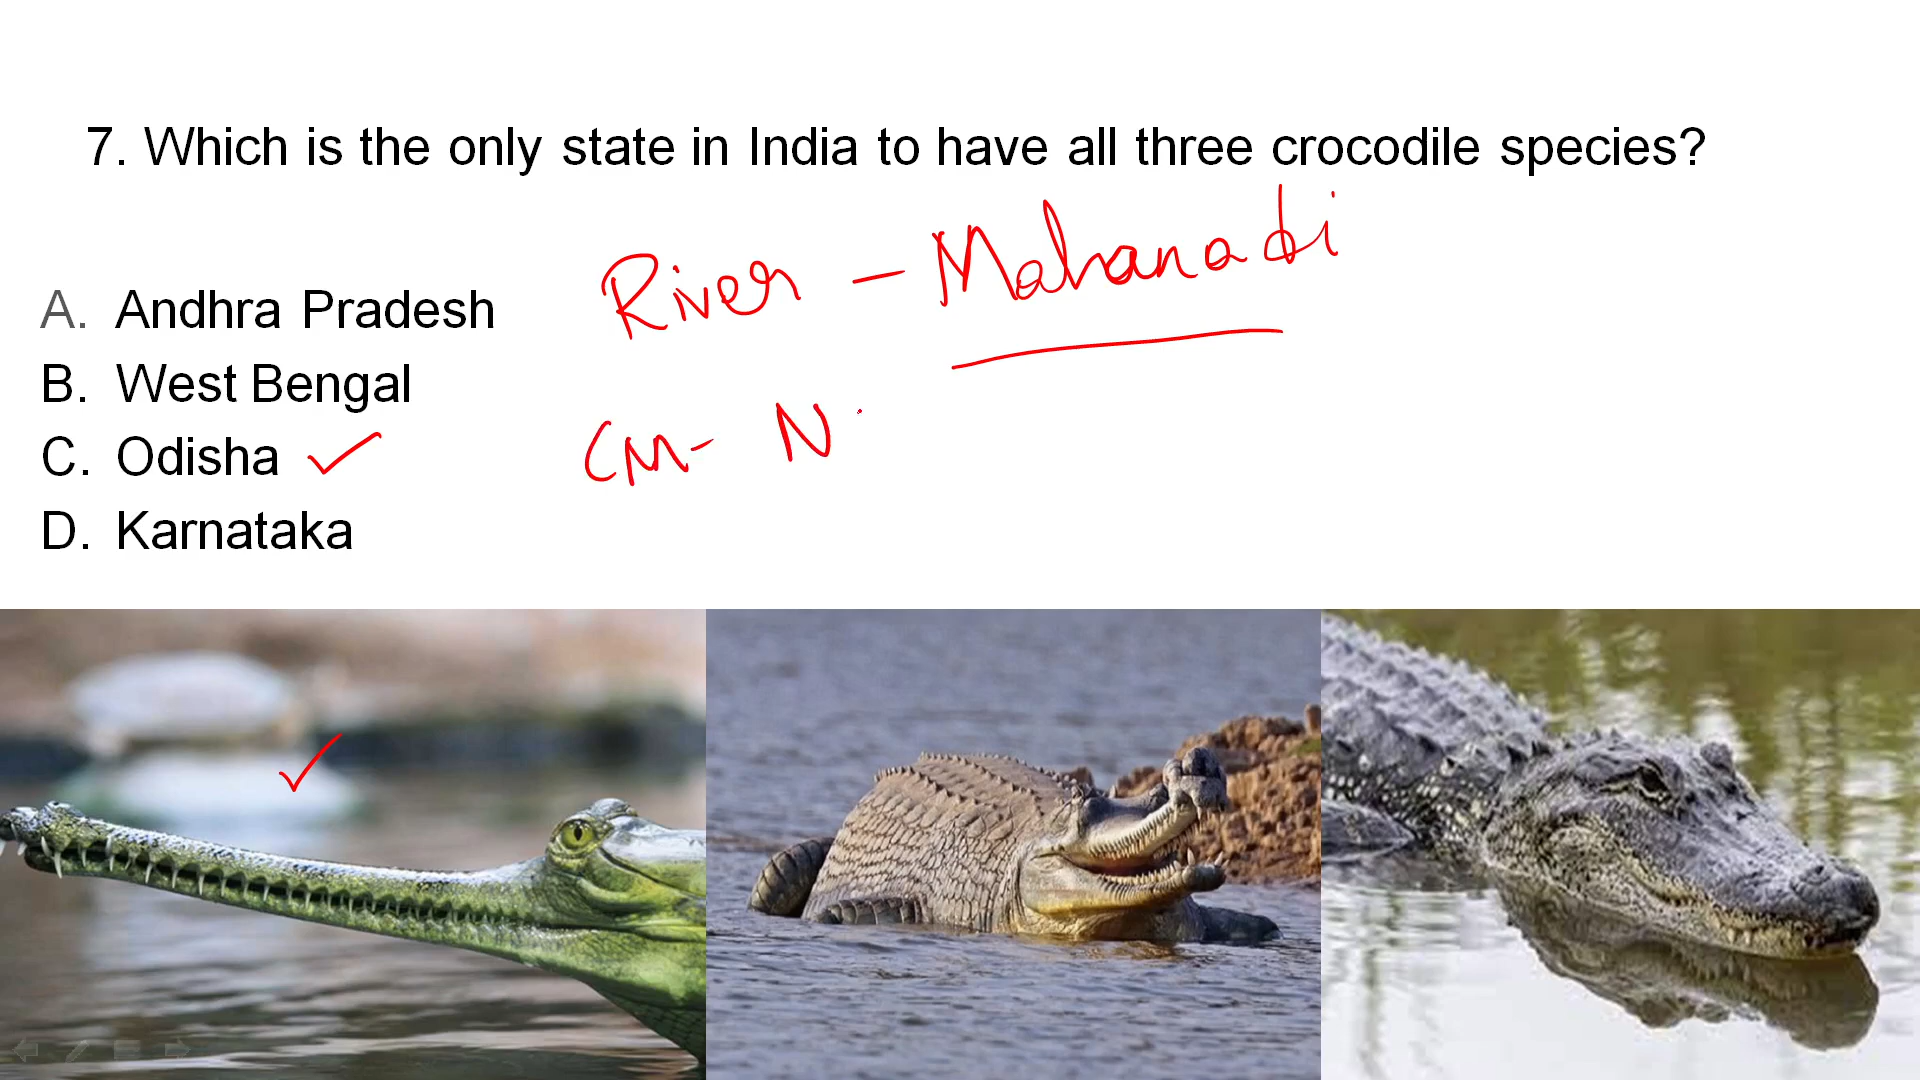 7. Which is the only state in India to have all three crocodile species?
River - Mahanadi
A. Andhra Pradesh
B. West Bengal
CM- N
C. Odisha
D. Karnataka